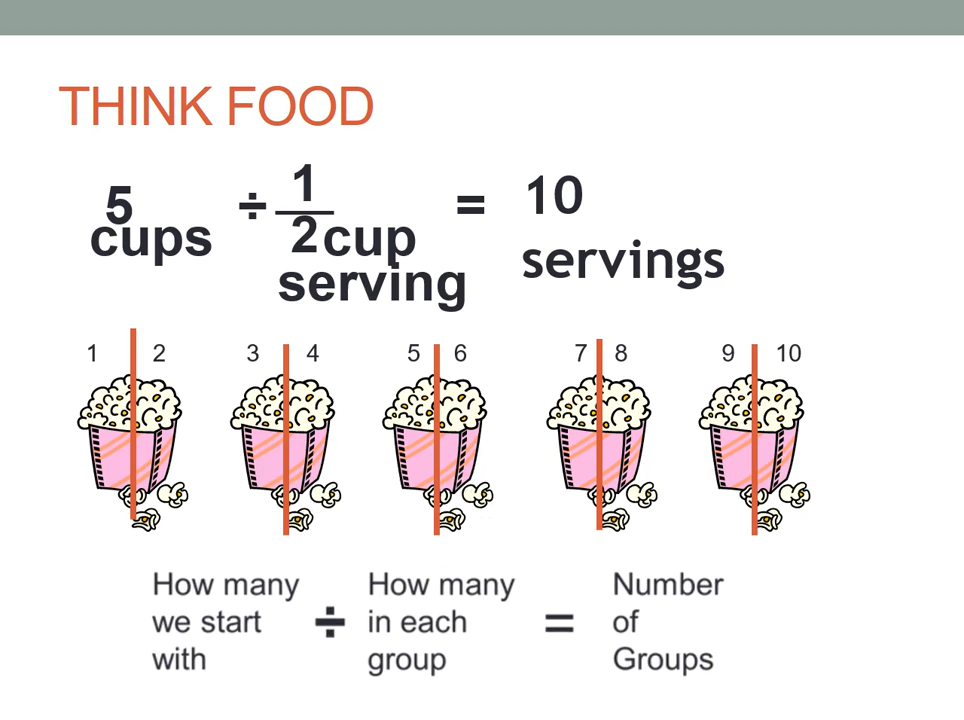 THINK FOOD
5 cups ÷ 1/2 cup serving = 10 servings
1 2 3 4 5 6 7 8 9 10
How many we start with ÷ How many in each group = Number of Groups